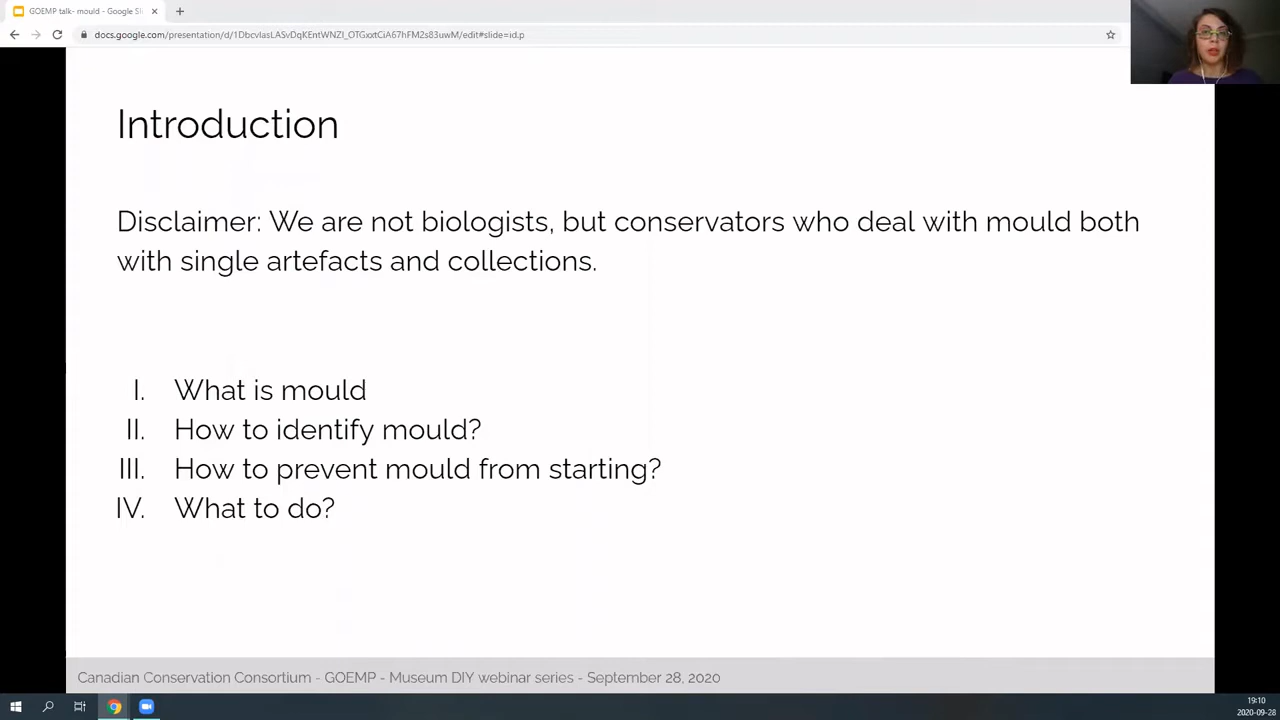 GOEMP talk- mould - Google Sli
docs.google.com/presentation/d/1DbcvIasLASvDqKEntWNZI_OTGxxtCiA67hFM2s83uwM/edit#slide=id.p
Introduction
Disclaimer: We are not biologists, but conservators who deal with mould both
with single artefacts and collections.
I. What is mould
II. How to identify mould?
III. How to prevent mould from starting?
IV. What to do?
Canadian Conservation Consortium - GOEMP - Museum DIY webinar series - September 28, 2020
19:10
2020-09-28